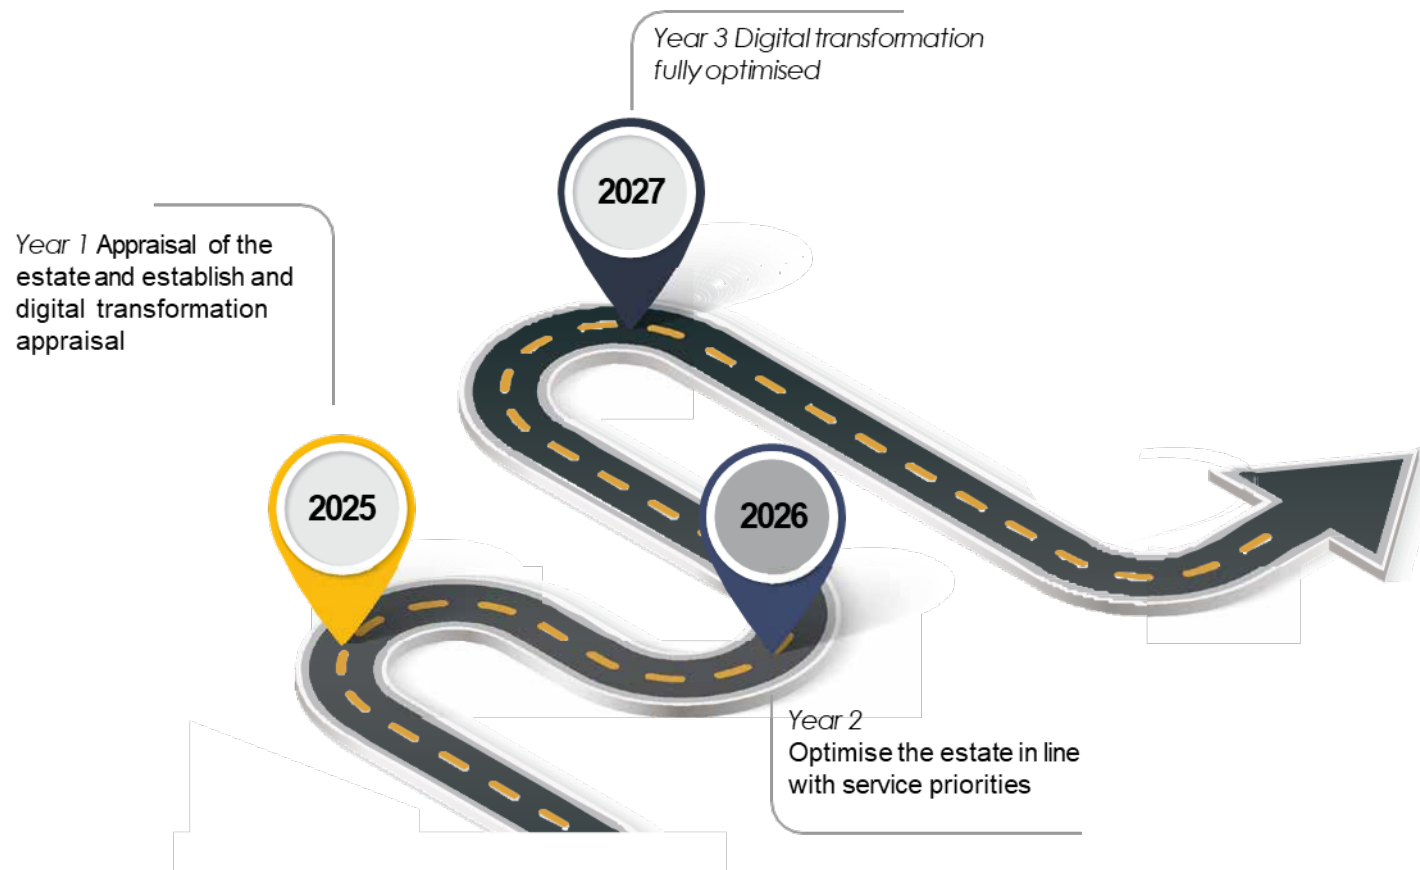 Year 3 Digital transformation
fully optimised
2027
Year 1 Appraisal of the
estate and establish and
digital transformation
appraisal
2025
2026
Year 2
Optimise the estate in line
with service priorities